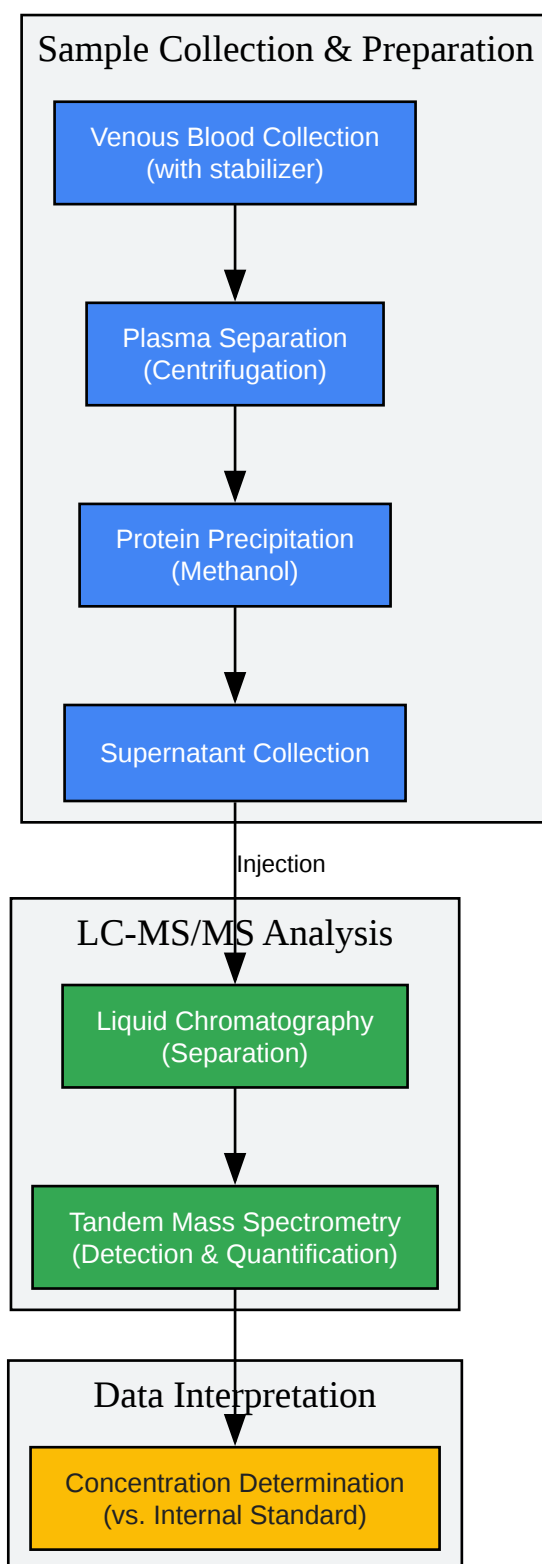 Sample Collection & Preparation
Venous Blood Collection
(with stabilizer)
Plasma Separation
(Centrifugation)
Protein Precipitation
(Methanol)
Supernatant Collection
Injection
LC-MS/MS Analysis
Liquid Chromatography
(Separation)
Tandem Mass Spectrometry
(Detection & Quantification)
Data Interpretation
Concentration Determination
(vs. Internal Standard)